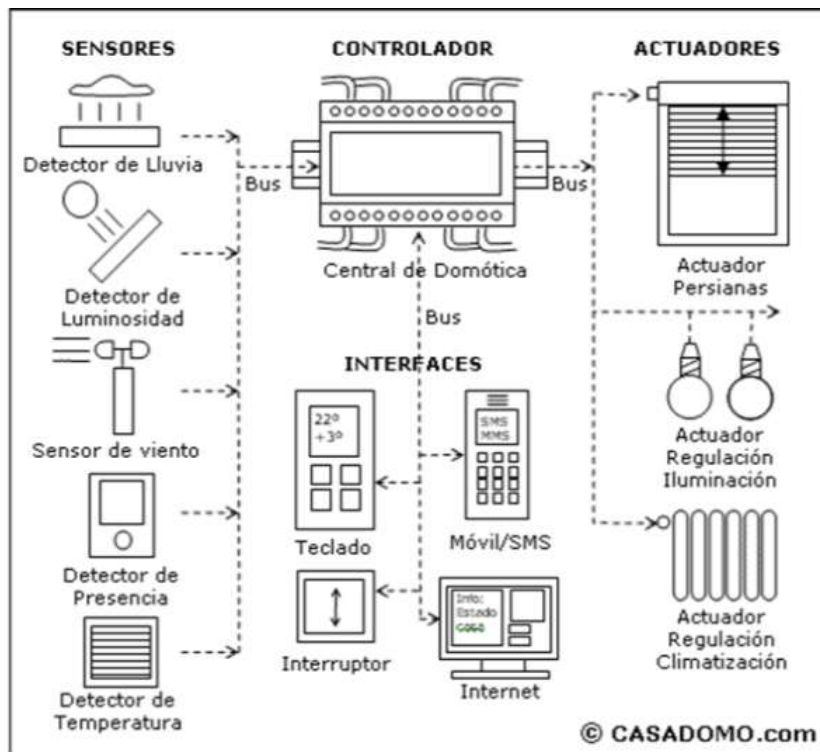 SENSORES
Detector de Lluvia
Detector de
Luminosidad
Sensor de viento
Detector de
Presencia
Detector de
Temperatura
CONTROLADOR
Bus
Bus
Central de Domótica
Bus
INTERFACES
22º
+3º
Teclado
SMS
MMS
Móvil/SMS
Interruptor
Info:
Estado
Casa
Internet
ACTUADORES
Actuador
Persianas
Actuador
Regulación
Iluminación
Actuador
Regulación
Climatización
© CASADOMO.com